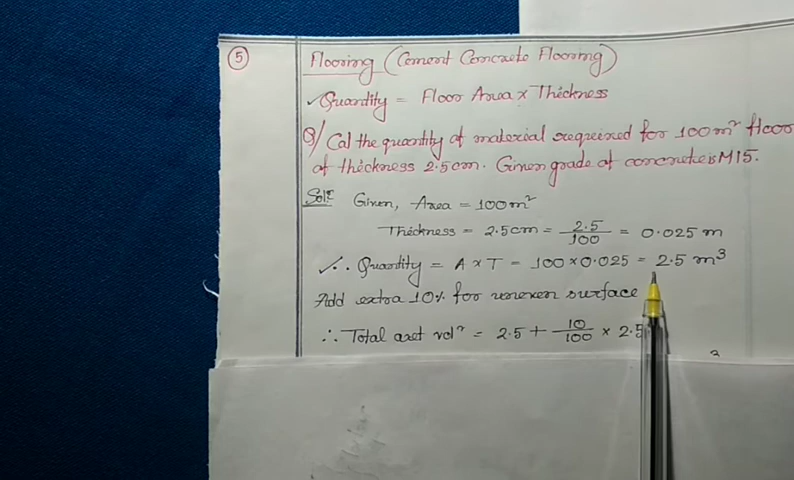 5
Flooring (Cement Concrete Flooring)
✓Quantity = Floor Area x Thickness
Q/ Cal the quantity of material required for 100m² floor
of thickness 2.5cm. Given grade of concrete is M15.
Solⁿ Given, Area = 100m²
Thickness = 2.5cm = 2.5/100 = 0.025 m
✓∴ Quantity = A x T = 100 x 0.025 = 2.5 m³
Add extra 10% for uneven surface
∴ Total wet volⁿ = 2.5 + 10/100 x 2.5